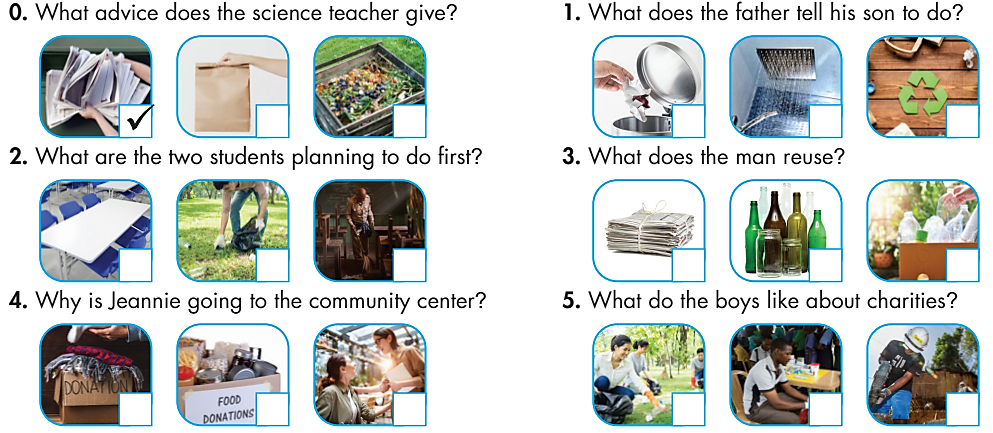 0. What advice does the science teacher give?
1. What does the father tell his son to do?
2. What are the two students planning to do first?
3. What does the man reuse?
4. Why is Jeannie going to the community center?
5. What do the boys like about charities?
DONATION
FOOD
DONATIONS